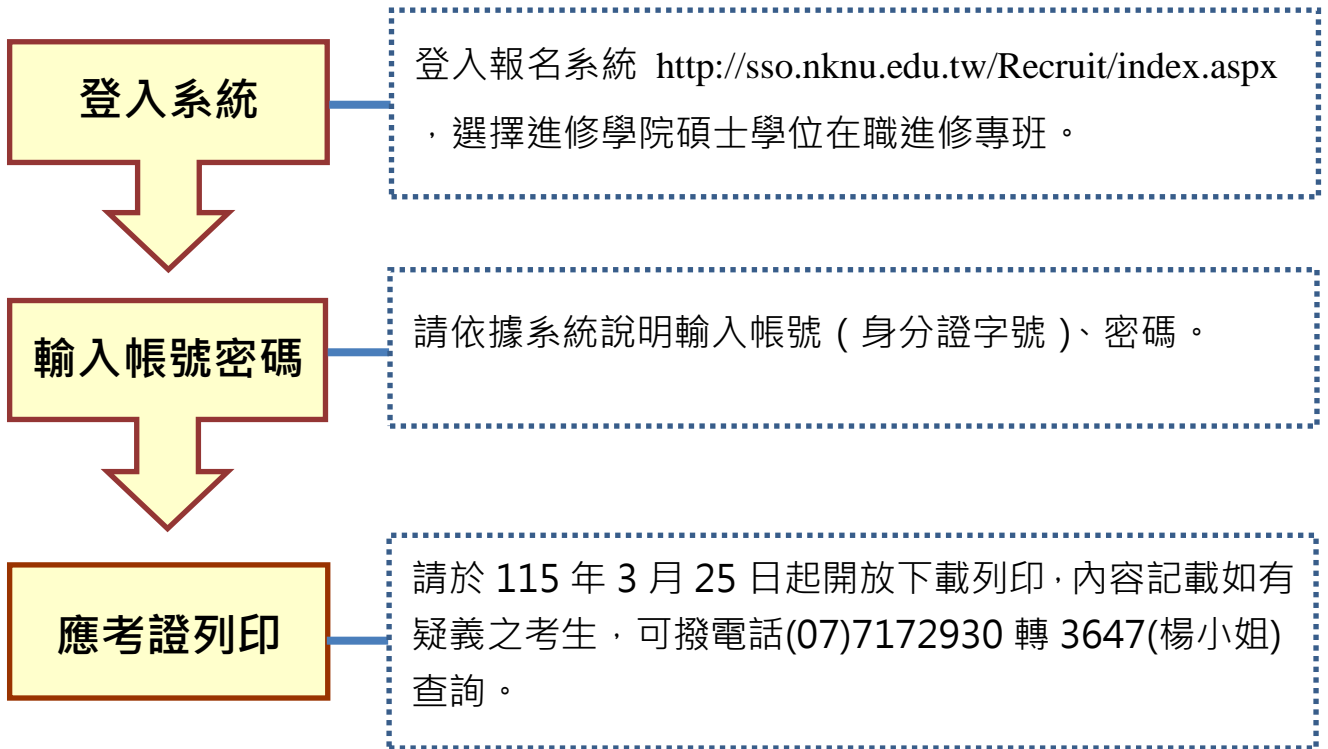 登入系統
登入報名系統 http://sso.nknu.edu.tw/Recruit/index.aspx
，選擇進修學院碩士學位在職進修專班。
輸入帳號密碼
請依據系統說明輸入帳號（身分證字號）、密碼。
應考證列印
請於 115 年 3 月 25 日起開放下載列印，內容記載如有
疑義之考生，可撥電話(07)7172930 轉 3647(楊小姐)
查詢。